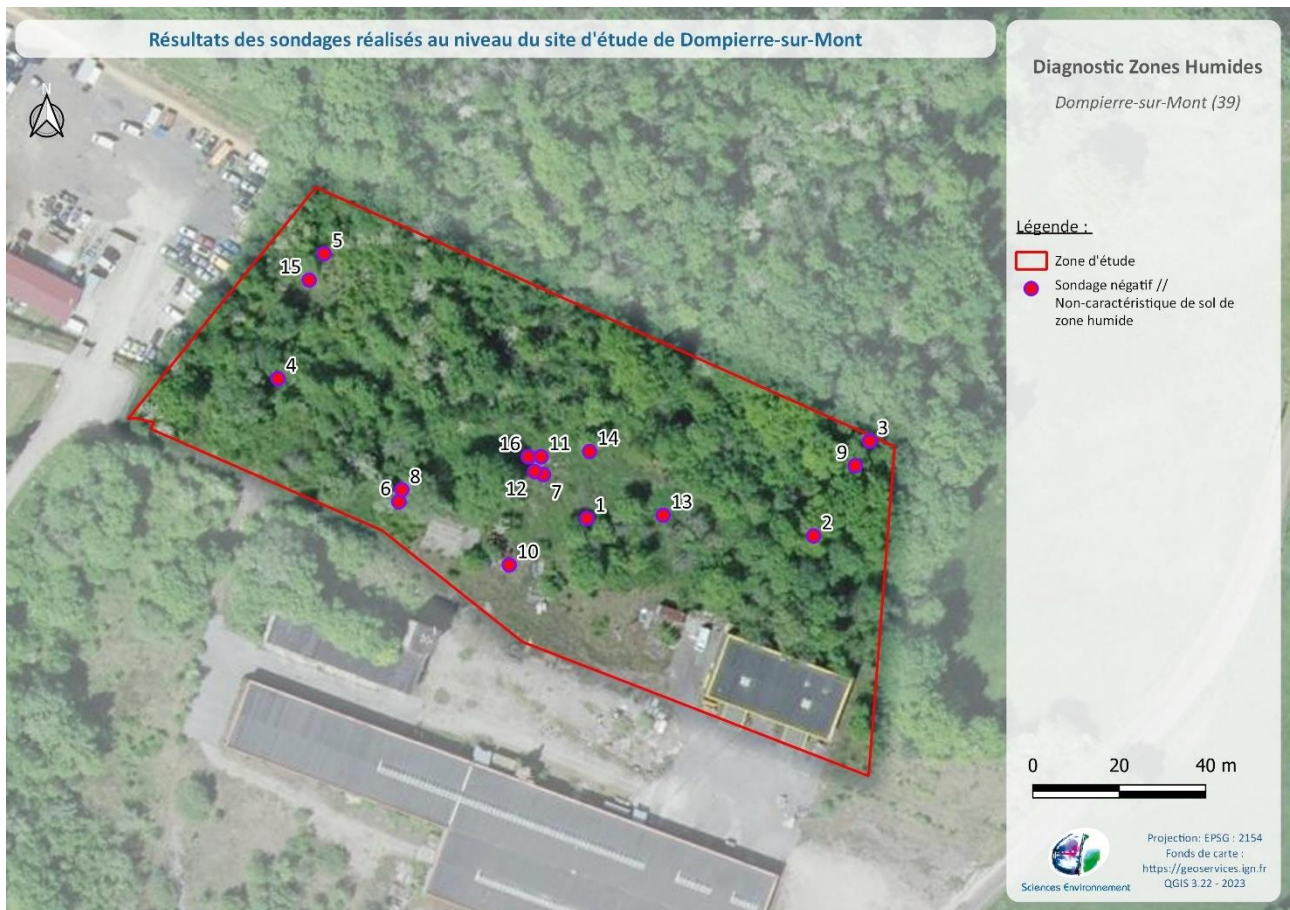 Résultats des sondages réalisés au niveau du site d'étude de Dompierre-sur-Mont
Diagnostic Zones Humides
Dompierre-sur-Mont (39)
N
Légende :
Zone d'étude
Sondage négatif //
Non-caractéristique de sol de
zone humide
5
15
4
3
14
16
11
9
8
12
7
6
1
13
2
10
0 20 40 m
Sciences Environnement
Projection: EPSG : 2154
Fonds de carte :
https://geoservices.ign.fr
QGIS 3.22 - 2023